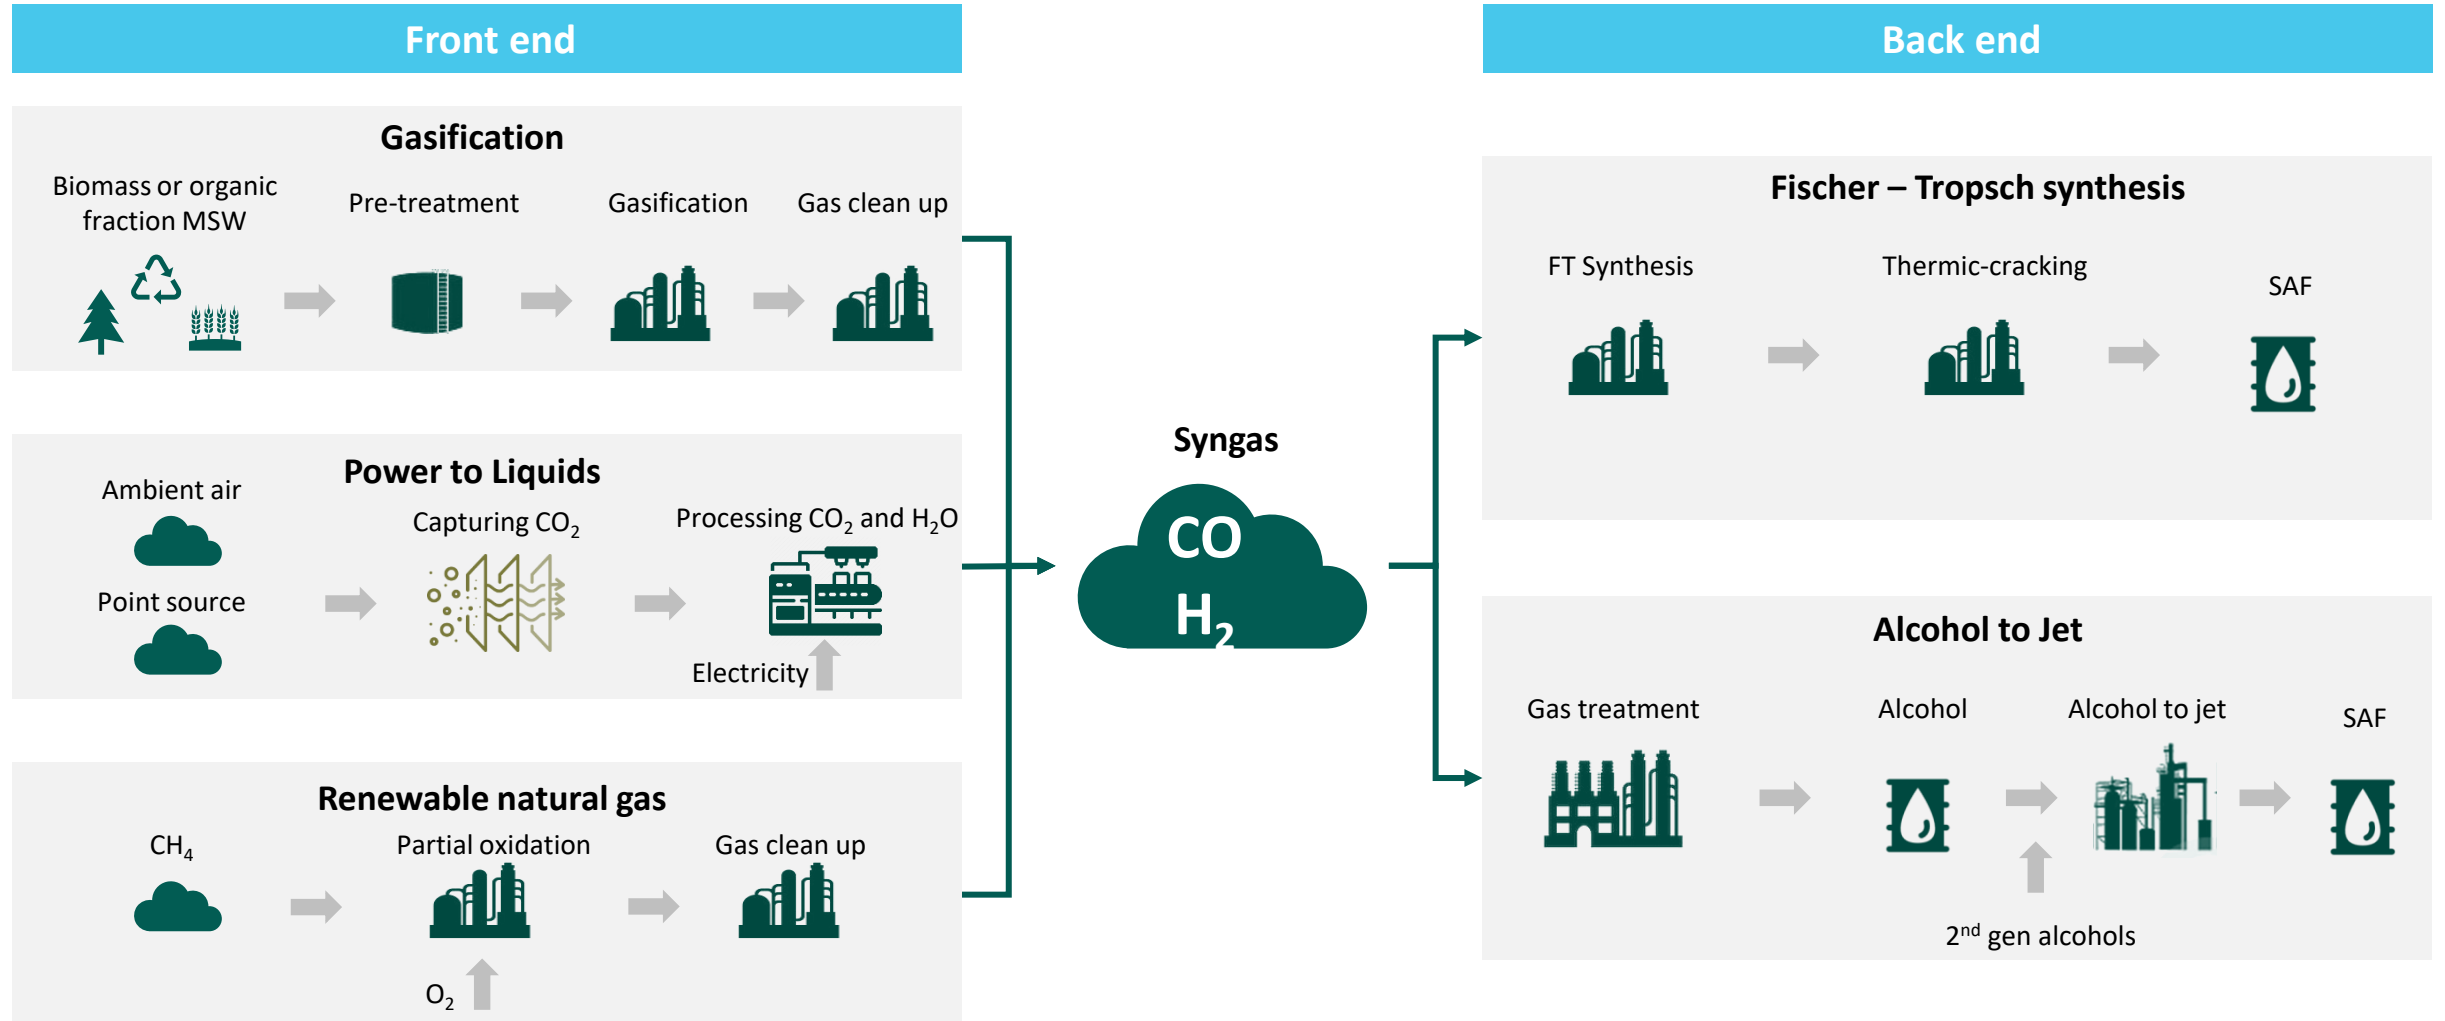 Front end
Back end
Gasification
Biomass or organic
fraction MSW
Pre-treatment
Gasification
Gas clean up
Power to Liquids
Ambient air
Point source
Capturing CO₂
Processing CO₂ and H₂O
Electricity
Renewable natural gas
CH₄
Partial oxidation
Gas clean up
O₂
Syngas
CO
H₂
Fischer – Tropsch synthesis
FT Synthesis
Thermic-cracking
SAF
Alcohol to Jet
Gas treatment
Alcohol
Alcohol to jet
SAF
2nd gen alcohols